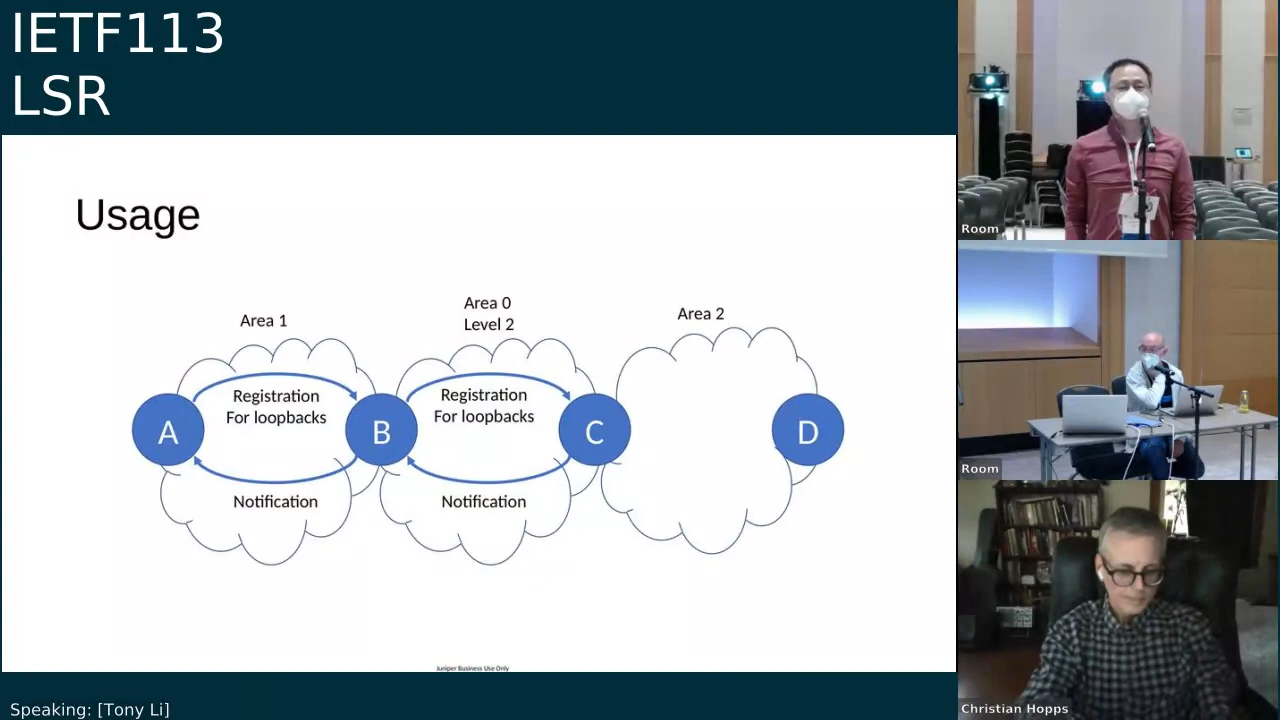 IETF113
LSR
Usage
Area 1
Area 0
Level 2
Area 2
Registration
For loopbacks
Registration
For loopbacks
A
B
C
D
Notification
Notification
Juniper Business Use Only
Speaking: [Tony Li]
Room
Room
Christian Hopps